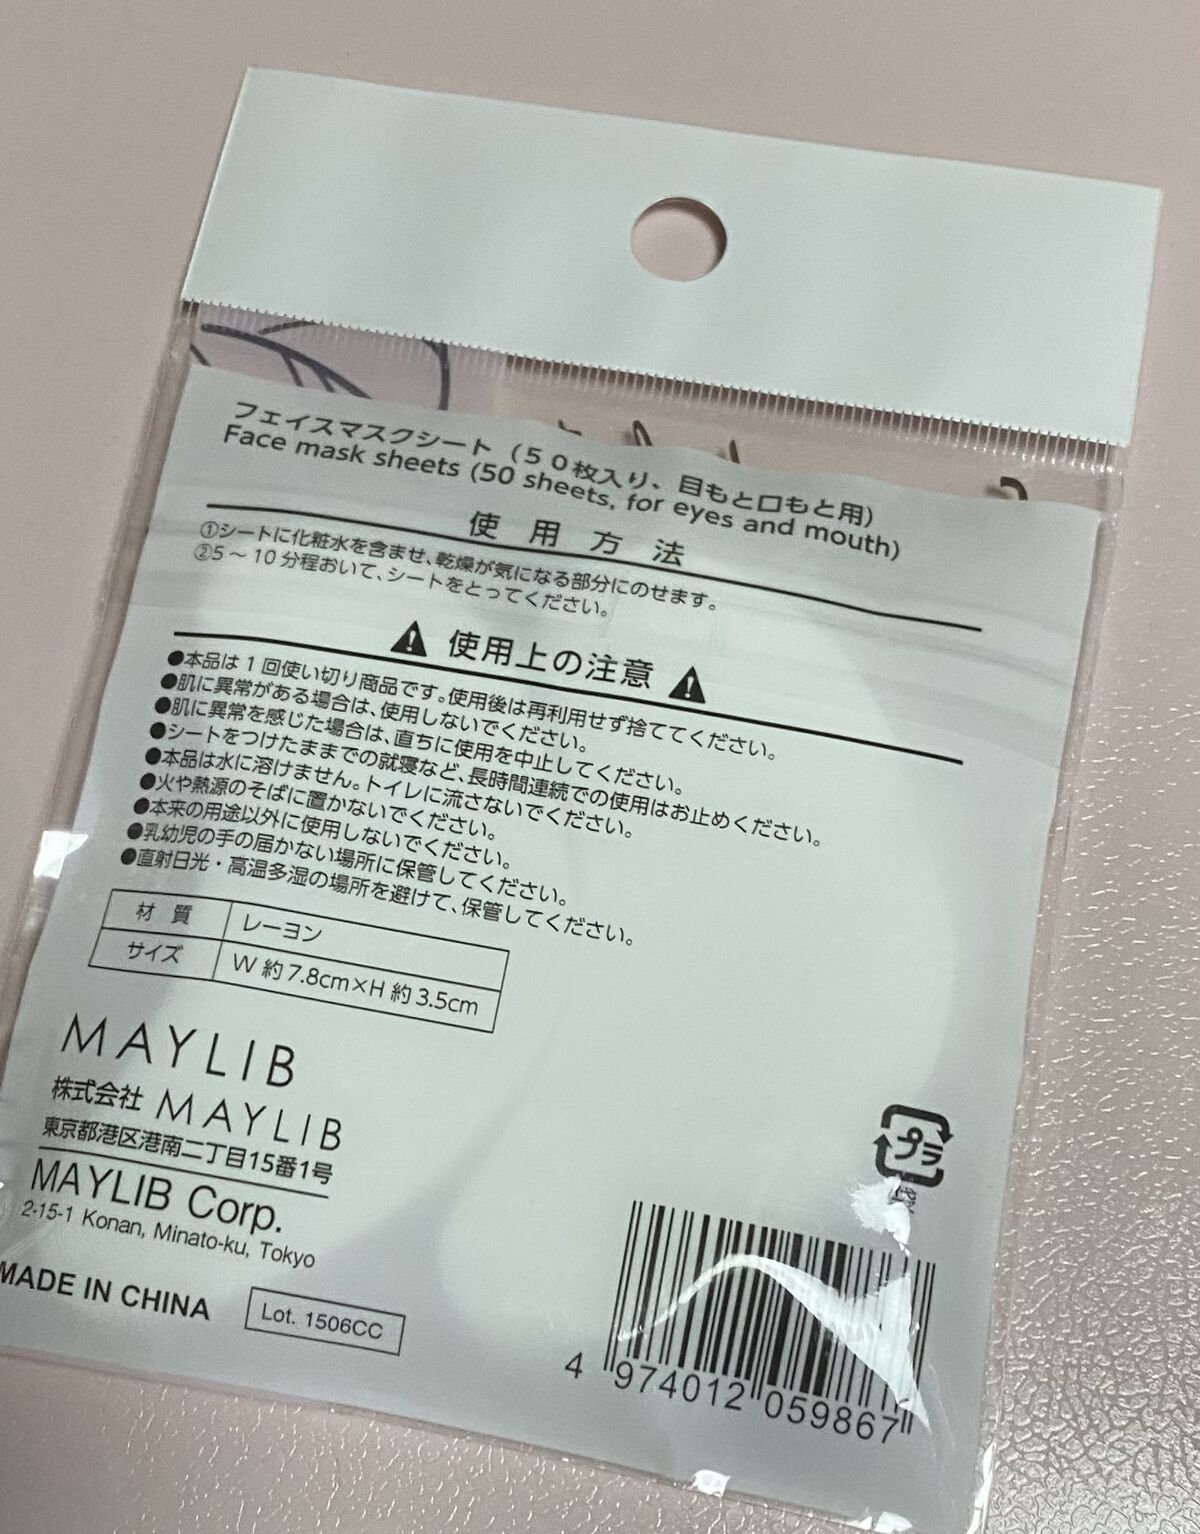 フェイスマスクシート（５０枚入り、目もと口もと用）
Face mask sheets (50 sheets, for eyes and mouth)
使用方法
①シートに化粧水を含ませ、乾燥が気になる部分にのせます。
②5～10分程おいて、シートをとってください。
使用上の注意
●本品は1回使い切り商品です。使用後は再利用せず捨ててください。
●肌に異常がある場合は、使用しないでください。
●肌に異常を感じた場合は、直ちに使用を中止してください。
●シートをつけたままでの就寝など、長時間連続での使用はお止めください。
●本品は水に溶けません。トイレに流さないでください。
●火や熱源のそばに置かないでください。
●本来の用途以外に使用しないでください。
●乳幼児の手の届かない場所に保管してください。
●直射日光・高温多湿の場所を避けて、保管してください。
材質 レーヨン
サイズ W 約7.8cm×H 約3.5cm
MAYLIB
株式会社 MAYLIB
東京都港区港南二丁目15番1号
MAYLIB Corp.
2-15-1 Konan, Minato-ku, Tokyo
MADE IN CHINA
Lot. 1506CC
プラ
袋
4 974012 059867